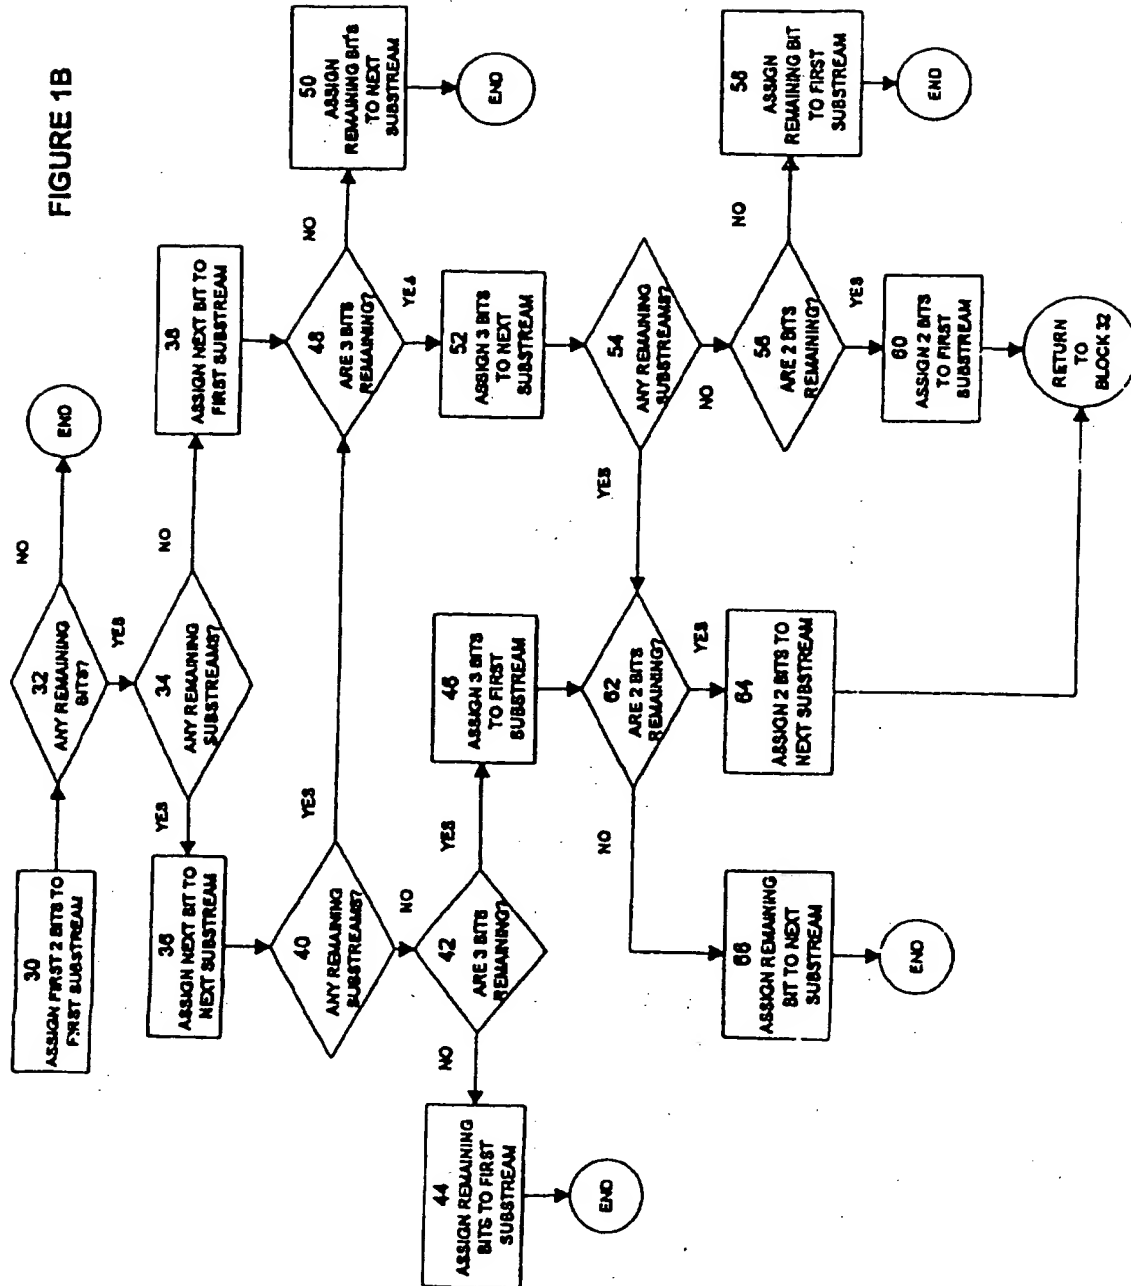 FIGURE 1B
30
ASSIGN FIRST 2 BITS TO
FIRST SUBSTREAM
32
ANY REMAINING
BITS?
NO
END
YES
34
ANY REMAINING
SUBSTREAMS?
YES
NO
36
ASSIGN NEXT BIT TO
NEXT SUBSTREAM
38
ASSIGN NEXT BIT TO
FIRST SUBSTREAM
40
ANY REMAINING
SUBSTREAMS?
YES
NO
48
ARE 3 BITS
REMAINING?
NO
YES
50
ASSIGN
REMAINING BITS
TO NEXT
SUBSTREAM
END
42
ARE 3 BITS
REMAINING?
NO
YES
44
ASSIGN REMAINING
BITS TO FIRST
SUBSTREAM
END
46
ASSIGN 3 BITS
TO FIRST
SUBSTREAM
52
ASSIGN 3 BITS
TO NEXT
SUBSTREAM
54
ANY REMAINING
SUBSTREAMS?
YES
NO
62
ARE 2 BITS
REMAINING?
NO
YES
56
ARE 2 BITS
REMAINING?
NO
YES
58
ASSIGN
REMAINING BIT
TO FIRST
SUBSTREAM
END
66
ASSIGN REMAINING
BIT TO NEXT
SUBSTREAM
END
64
ASSIGN 2 BITS TO
NEXT SUBSTREAM
60
ASSIGN 2 BITS
TO FIRST
SUBSTREAM
RETURN
TO
BLOCK 32